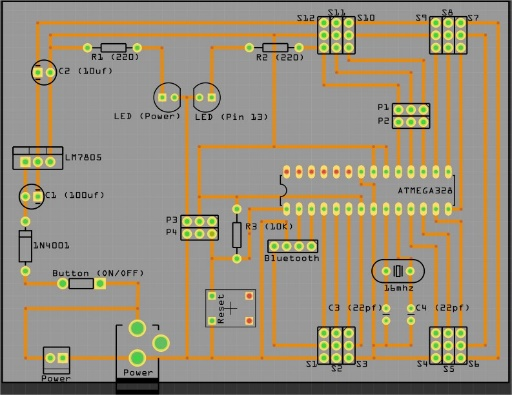 S12 S11 S10 S9 S8 S7
R1 (220)
R2 (220)
C2 (10uf)
P1
LED (Power)
LED (Pin 13)
P2
LM7805
ATMEGA328
C1 (100uf)
P3
P4
R3 (10K)
1N4001
Bluetooth
Button (ON/OFF)
16mhz
Reset
C3 (22pf)
C4 (22pf)
S1 S2 S3 S4 S5 S6
Power
Power